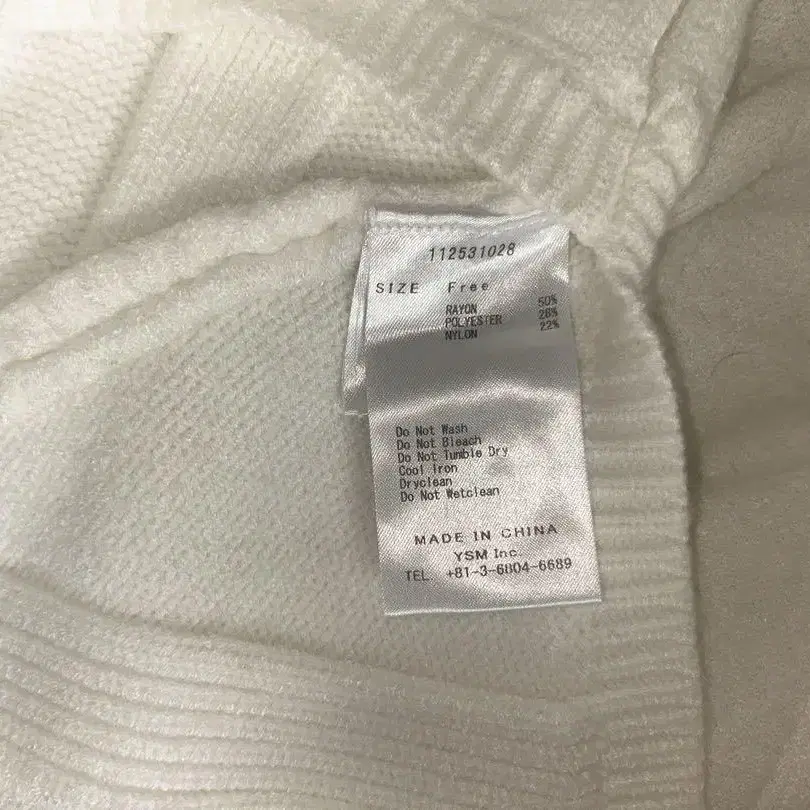 112531028
SIZE Free
RAYON 50%
POLYESTER 28%
NYLON 22%
Do Not Wash
Do Not Bleach
Do Not Tumble Dry
Cool Iron
Dryclean
Do Not Wetclean
MADE IN CHINA
YSM Inc.
TEL. +81-3-6804-6689